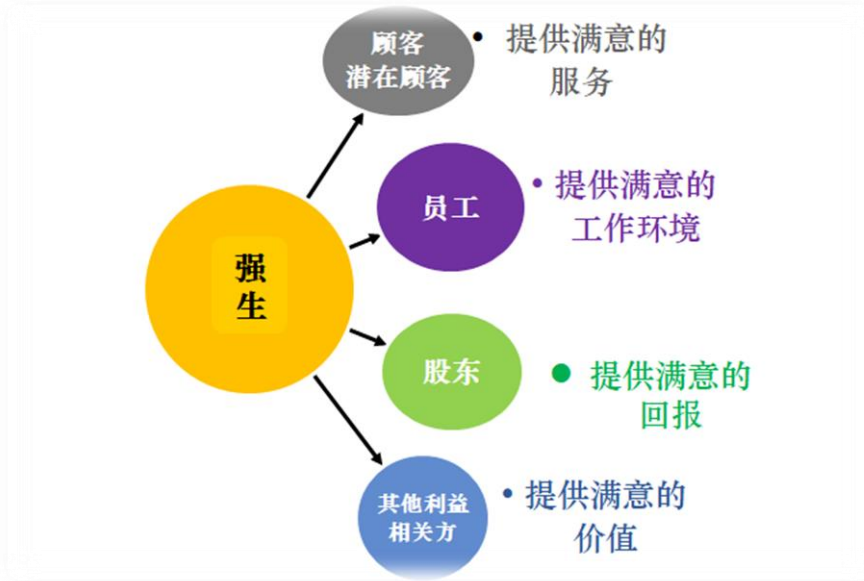 顾客
潜在顾客
• 提供满意的
服务
员工
• 提供满意的
工作环境
强
生
股东
● 提供满意的
回报
其他利益
相关方
• 提供满意的
价值